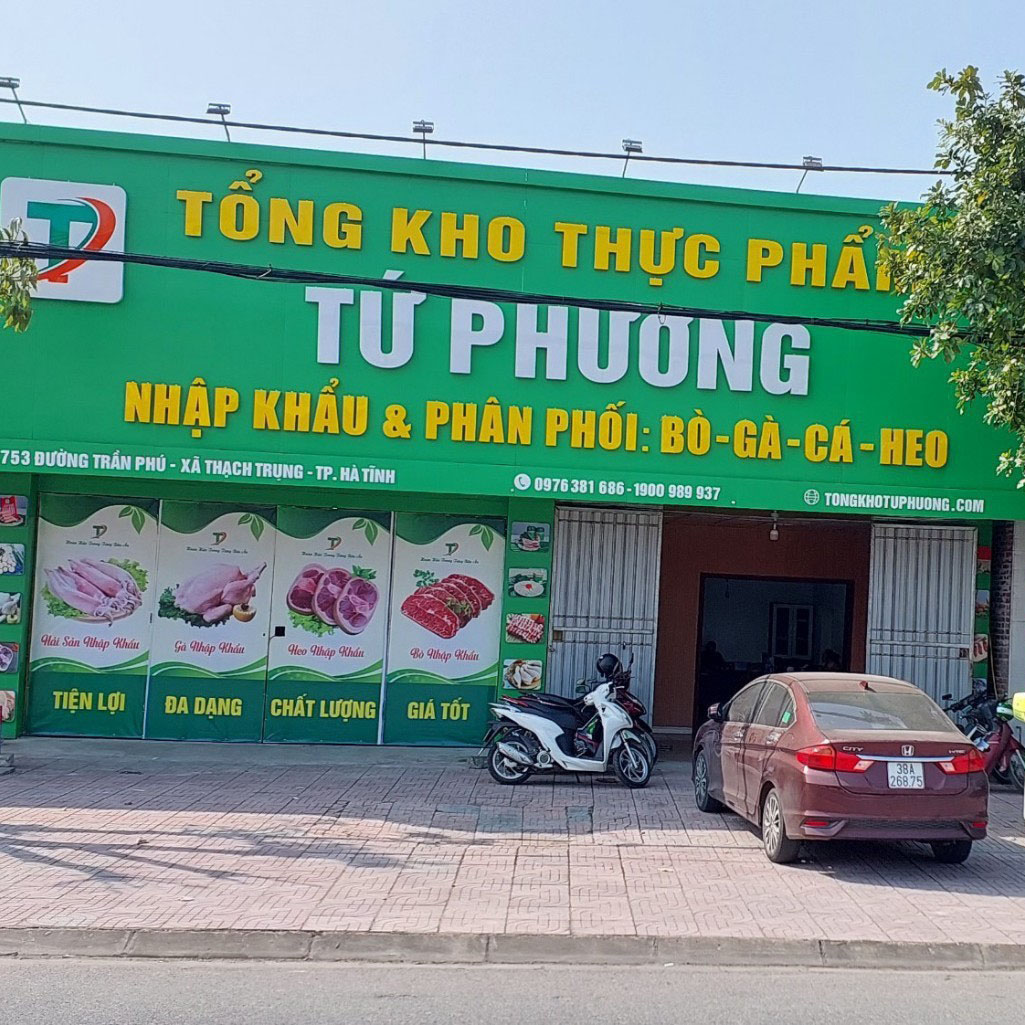 TỔNG KHO THỰC PHẨM
TỨ PHƯƠNG
NHẬP KHẨU & PHÂN PHỐI: BÒ - GÀ - CÁ - HEO
753 ĐƯỜNG TRẦN PHÚ - XÃ THẠCH TRUNG - TP. HÀ TĨNH
0976 381 686 - 1900 989 937
TONGKHOTUPHUONG.COM
Hải Sản Nhập Khẩu
TIỆN LỢI
Gà Nhập Khẩu
ĐA DẠNG
Heo Nhập Khẩu
CHẤT LƯỢNG
Bò Nhập Khẩu
GIÁ TỐT
CITY
38A
268.75